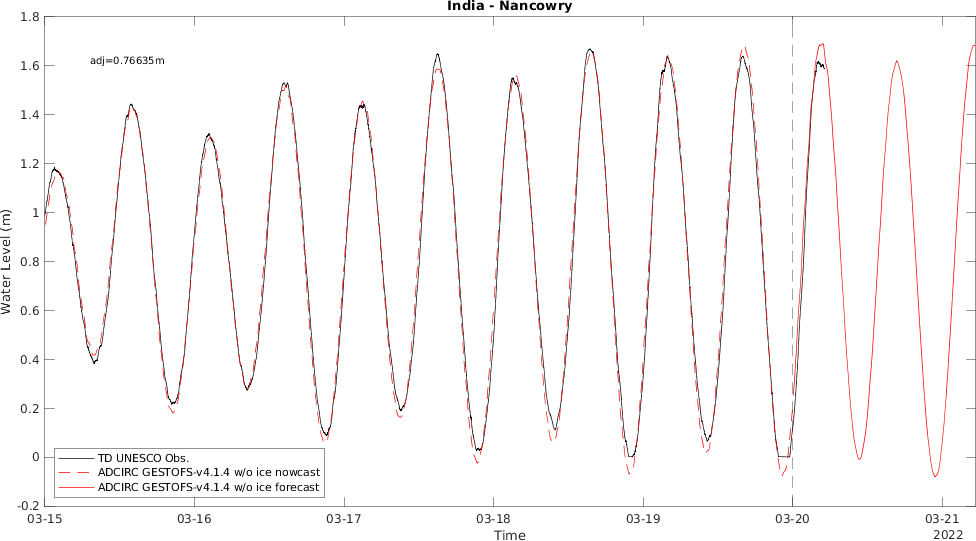 India - Nancowry
1.8
1.6
1.4
1.2
1
0.8
0.6
0.4
0.2
0
-0.2
Water Level (m)
adj=0.76635m
TD UNESCO Obs.
ADCIRC GESTOFS-v4.1.4 w/o ice nowcast
ADCIRC GESTOFS-v4.1.4 w/o ice forecast
03-15 03-16 03-17 03-18 03-19 03-20 03-21
Time 2022